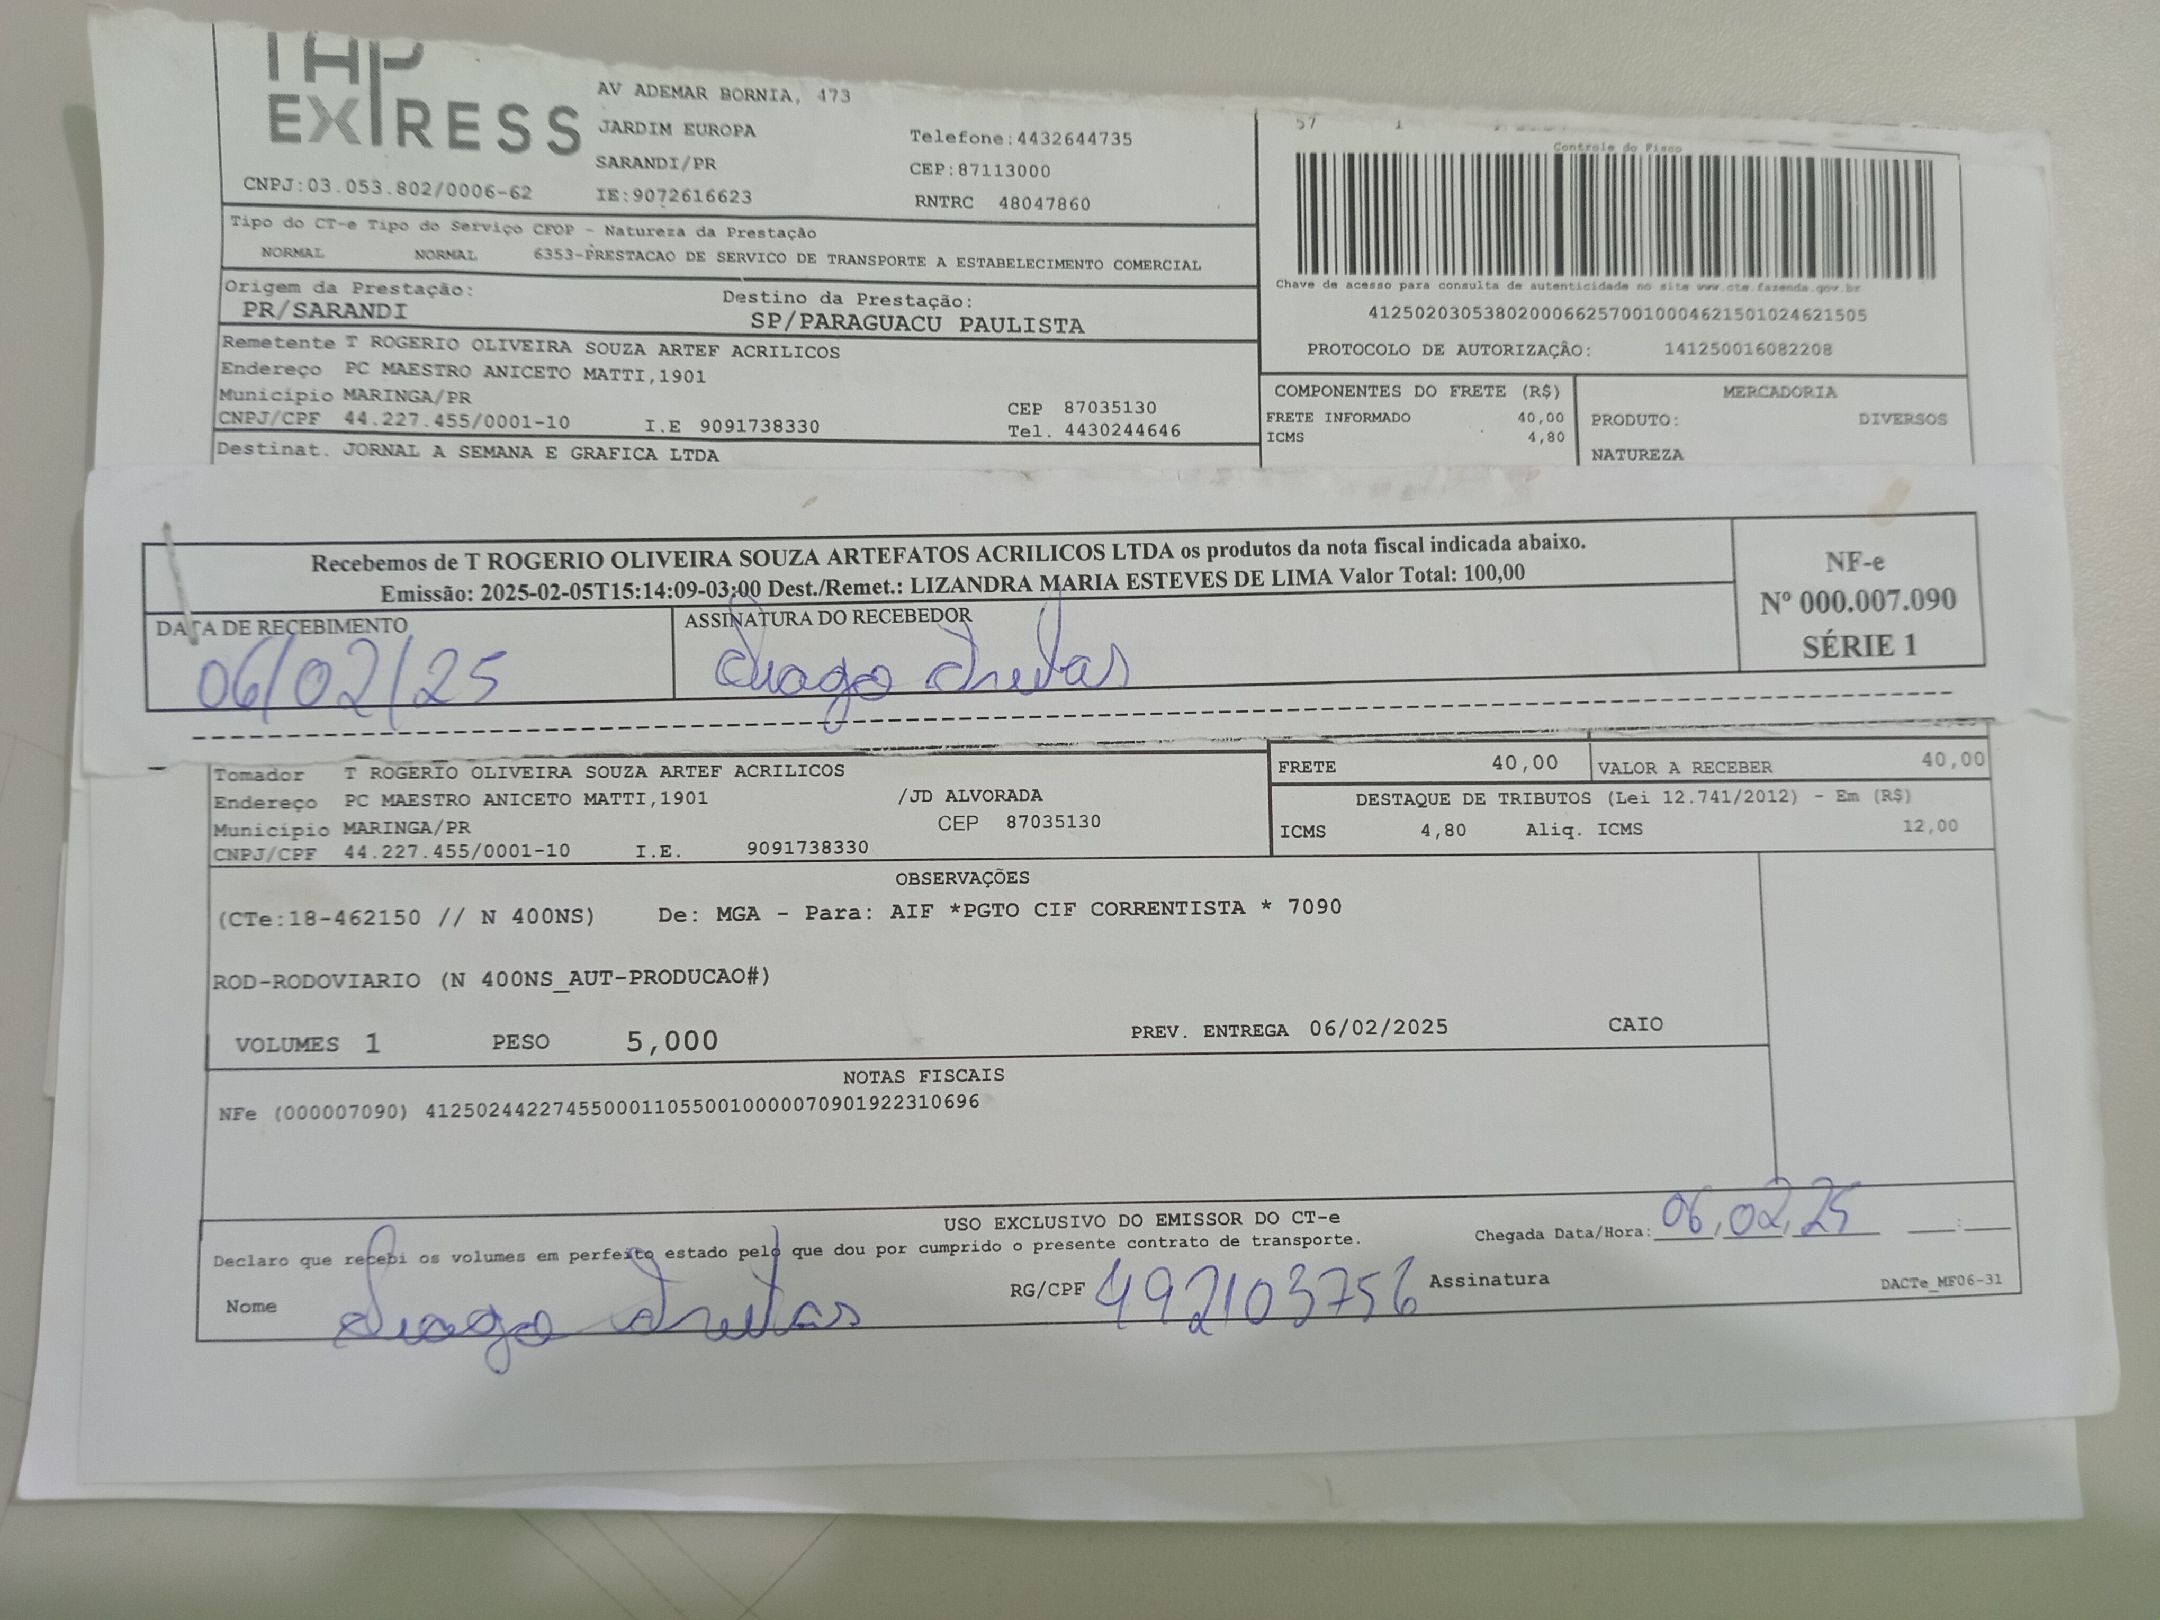 EXPRESS
AV ADEMAR BORNIA, 473
JARDIM EUROPA
Telefone:4432644735
SARANDI/PR
CEP:87113000
CNPJ:03.053.802/0006-62
IE:9072616623
RNTRC 48047860
57 1
Controle do Fisco
Chave de acesso para consulta de autenticidade no site www.cte.fazenda.gov.br
41250203053802000662570010004621501024621505
PROTOCOLO DE AUTORIZAÇÃO: 141250016082208
Tipo do CT-e Tipo do Serviço CFOP - Natureza da Prestação
NORMAL NORMAL 6353-PRESTACAO DE SERVICO DE TRANSPORTE A ESTABELECIMENTO COMERCIAL
Origem da Prestação: Destino da Prestação:
PR/SARANDI SP/PARAGUACU PAULISTA
Remetente T ROGERIO OLIVEIRA SOUZA ARTEF ACRILICOS
Endereço PC MAESTRO ANICETO MATTI,1901
Município MARINGA/PR
CEP 87035130
CNPJ/CPF 44.227.455/0001-10 I.E 9091738330 Tel. 4430244646
Destinat. JORNAL A SEMANA E GRAFICA LTDA
COMPONENTES DO FRETE (R$) MERCADORIA
FRETE INFORMADO 40,00 PRODUTO: DIVERSOS
ICMS 4,80 NATUREZA
Recebemos de T ROGERIO OLIVEIRA SOUZA ARTEFATOS ACRILICOS LTDA os produtos da nota fiscal indicada abaixo.
Emissão: 2025-02-05T15:14:09-03:00 Dest./Remet.: LIZANDRA MARIA ESTEVES DE LIMA Valor Total: 100,00
NF-e
Nº 000.007.090
SÉRIE 1
DATA DE RECEBIMENTO ASSINATURA DO RECEBEDOR
06/02/25
Tomador T ROGERIO OLIVEIRA SOUZA ARTEF ACRILICOS
Endereço PC MAESTRO ANICETO MATTI,1901 /JD ALVORADA
Município MARINGA/PR CEP 87035130
CNPJ/CPF 44.227.455/0001-10 I.E. 9091738330
FRETE 40,00 VALOR A RECEBER 40,00
DESTAQUE DE TRIBUTOS (Lei 12.741/2012) - Em (R$)
ICMS 4,80 Aliq. ICMS 12,00
OBSERVAÇÕES
(CTe:18-462150 // N 400NS) De: MGA - Para: AIF *PGTO CIF CORRENTISTA * 7090
ROD-RODOVIARIO (N 400NS_AUT-PRODUCAO#)
VOLUMES 1 PESO 5,000 PREV. ENTREGA 06/02/2025 CAIO
NOTAS FISCAIS
NFe (000007090) 41250244227455000110550010000070901922310696
USO EXCLUSIVO DO EMISSOR DO CT-e
Declaro que recebi os volumes em perfeito estado pelo que dou por cumprido o presente contrato de transporte.
Chegada Data/Hora: 06,02,25
Nome RG/CPF 492103756 Assinatura
DACTe_MF06-31